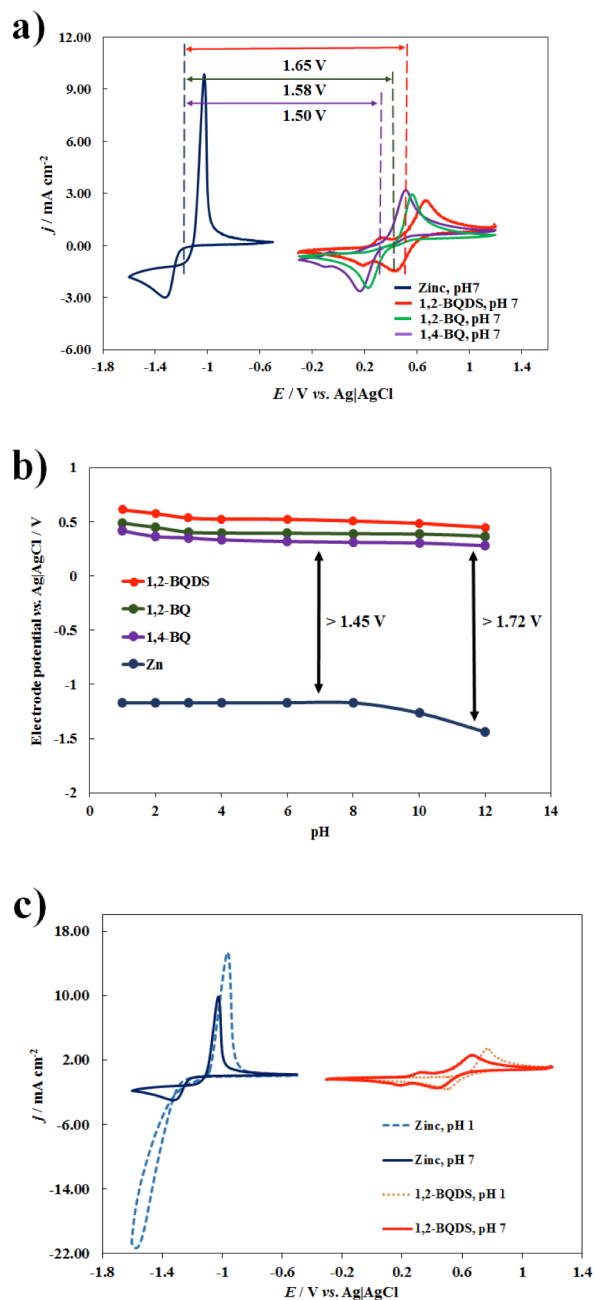 a)
12.00
9.00
6.00
3.00
0.00
-3.00
-6.00
j / mA cm-2
1.65 V
1.58 V
1.50 V
Zinc, pH7
1,2-BQDS, pH 7
1,2-BQ, pH 7
1,4-BQ, pH 7
-1.8 -1.4 -1 -0.6 -0.2 0.2 0.6 1 1.4
E / V vs. Ag|AgCl
b)
1
0.5
0
-0.5
-1
-1.5
-2
Electrode potential vs. Ag|AgCl / V
1,2-BQDS
1,2-BQ
1,4-BQ
Zn
> 1.45 V
> 1.72 V
0 2 4 6 8 10 12 14
pH
c)
18.00
10.00
2.00
-6.00
-14.00
-22.00
j / mA cm-2
Zinc, pH 1
Zinc, pH 7
1,2-BQDS, pH 1
1,2-BQDS, pH 7
-1.8 -1.4 -1 -0.6 -0.2 0.2 0.6 1 1.4
E / V vs. Ag|AgCl